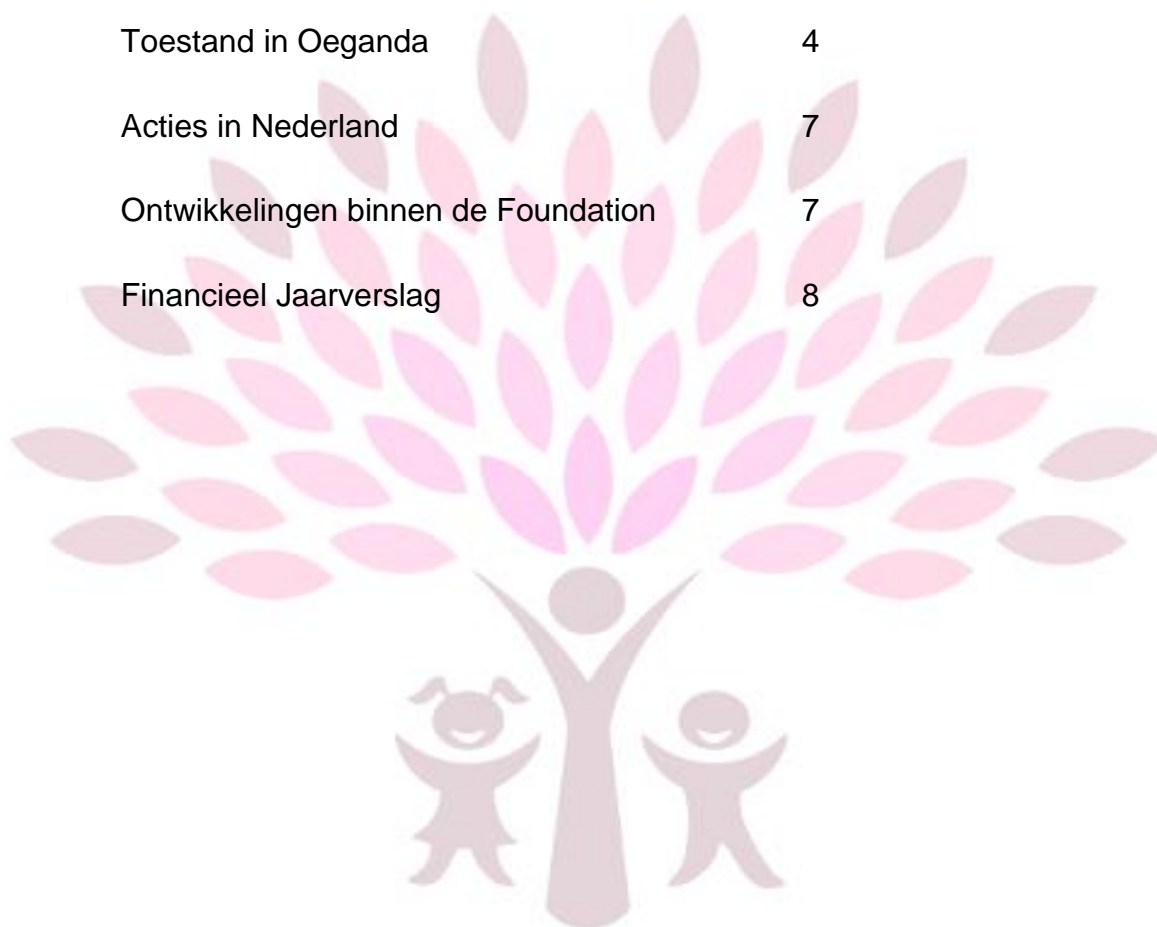 Toestand in Oeganda 4
Acties in Nederland 7
Ontwikkelingen binnen de Foundation 7
Financieel Jaarverslag 8